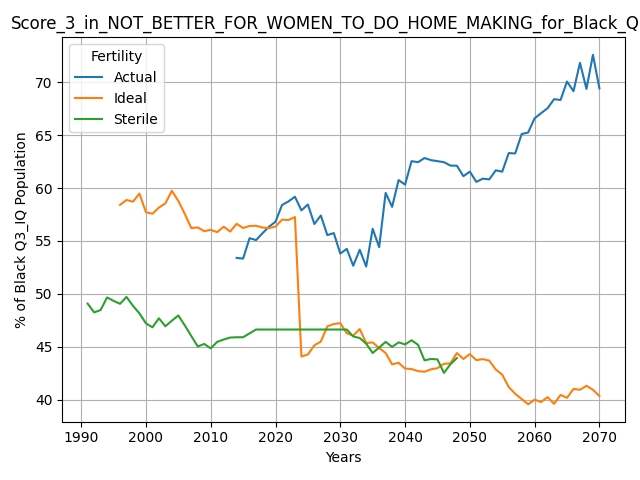 Score_3_in_NOT_BETTER_FOR_WOMEN_TO_DO_HOME_MAKING_for_Black_Q
Fertility
Actual
Ideal
Sterile
% of Black Q3_IQ Population
70
65
60
55
50
45
40
1990 2000 2010 2020 2030 2040 2050 2060 2070
Years